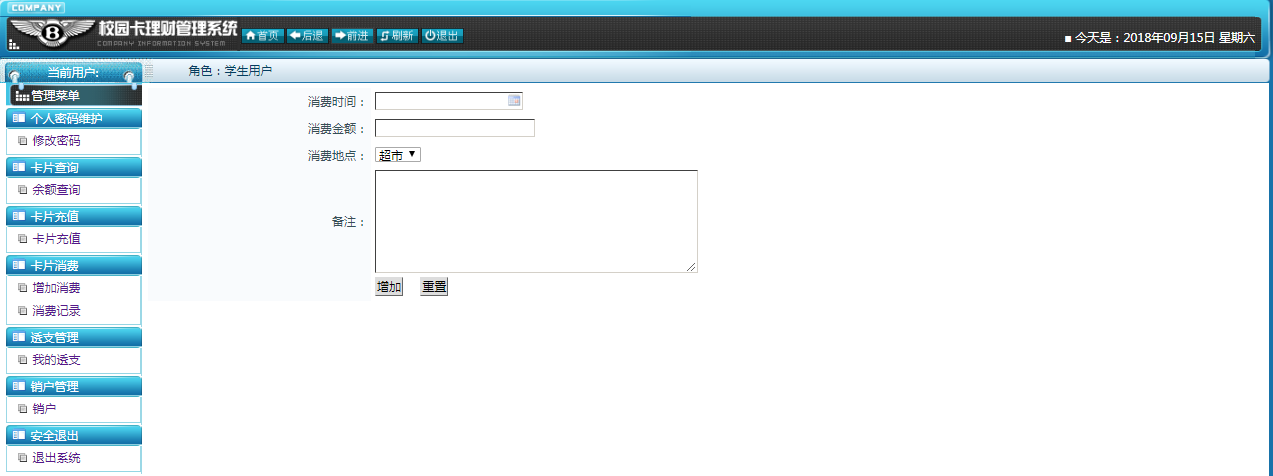 COMPANY
B
校园卡理财管理系统
COMPANY INFORMATION SYSTEM
首页 后退 前进 刷新 退出
今天是：2018年09月15日 星期六
当前用户:
角色：学生用户
管理菜单
个人密码维护
修改密码
卡片查询
余额查询
卡片充值
卡片充值
卡片消费
增加消费
消费记录
透支管理
我的透支
销户管理
销户
安全退出
退出系统
消费时间：
消费金额：
消费地点： 超市
备注：
增加 重置